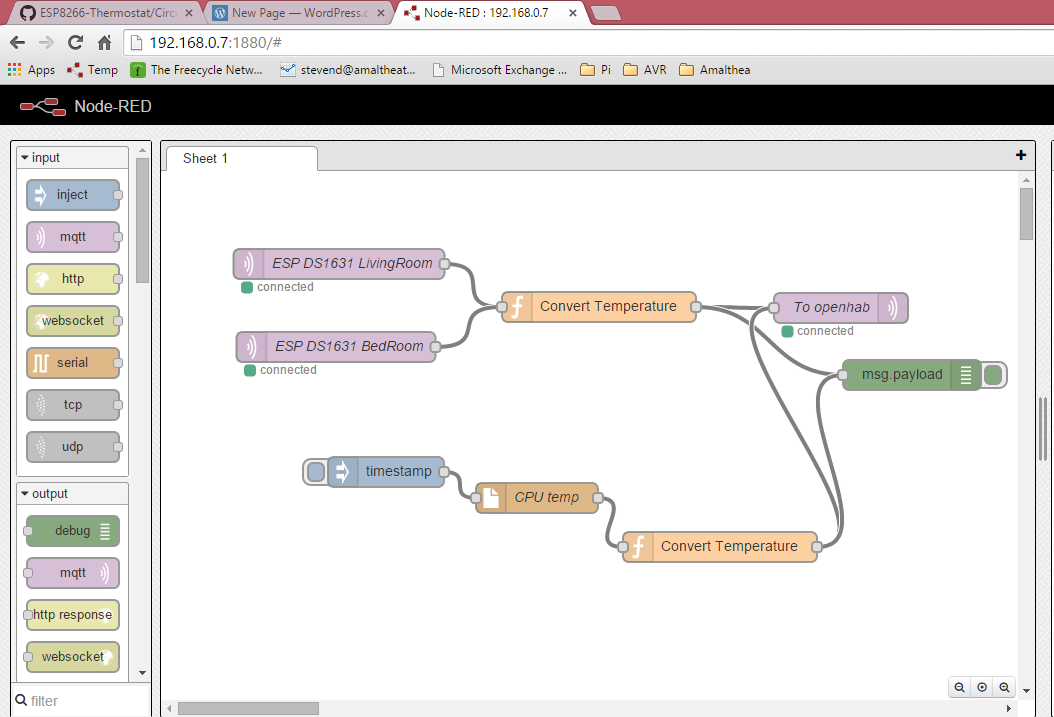 ESP8266-Thermostat/Circ
New Page — WordPress.c
Node-RED : 192.168.0.7
192.168.0.7:1880/#
Apps
Temp
The Freecycle Netw...
stevend@amaltheat...
Microsoft Exchange ...
Pi
AVR
Amalthea
Node-RED
input
inject
mqtt
http
websocket
serial
tcp
udp
output
debug
mqtt
http response
websocket
filter
Sheet 1
ESP DS1631 LivingRoom
connected
ESP DS1631 BedRoom
connected
Convert Temperature
To openhab
connected
msg.payload
timestamp
CPU temp
Convert Temperature